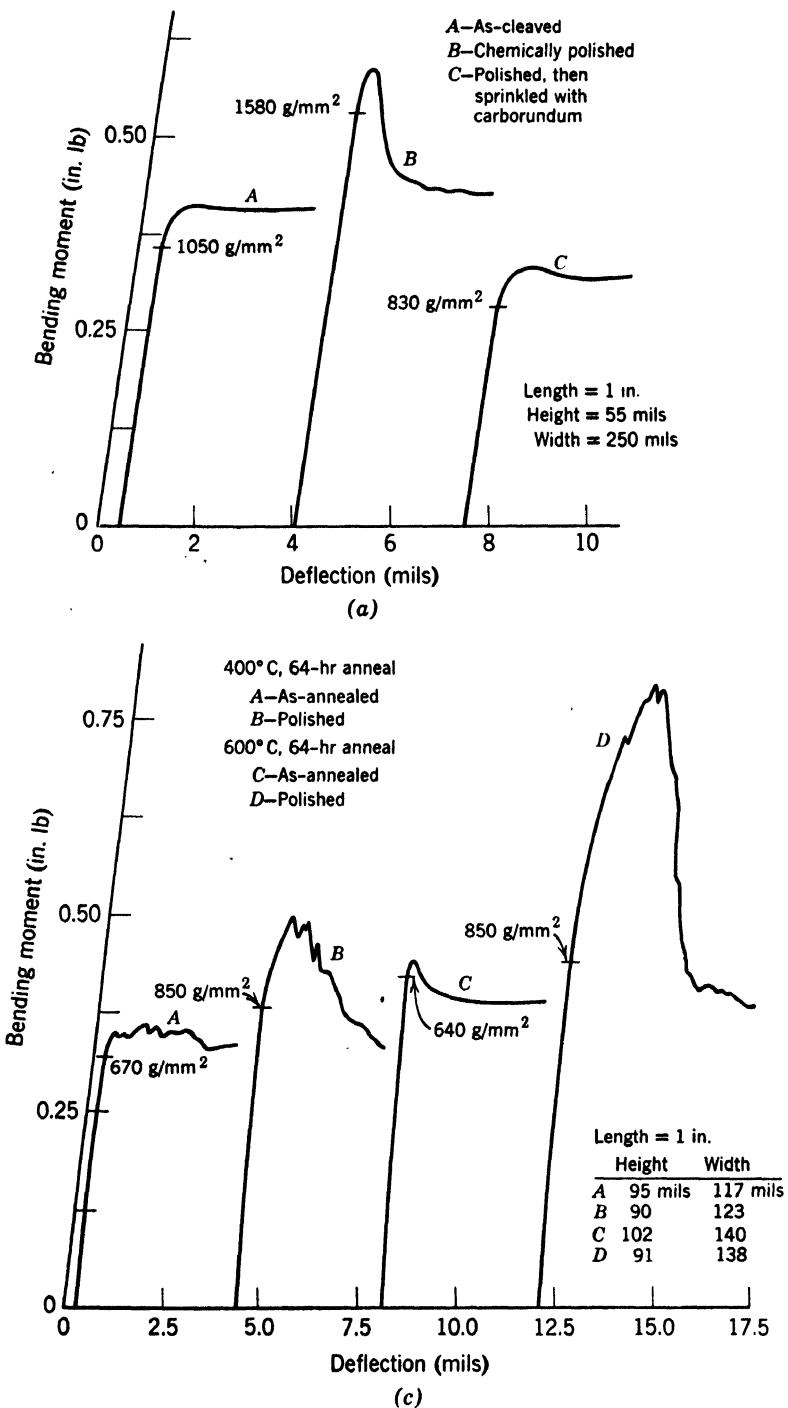 A—As-cleaved
B—Chemically polished
C—Polished, then
sprinkled with
carborundum
Bending moment (in. lb)
0.50
0.25
0
1580 g/mm²
B
A
1050 g/mm²
C
830 g/mm²
Length = 1 in.
Height = 55 mils
Width = 250 mils
0 2 4 6 8 10
Deflection (mils)
(a)
400°C, 64-hr anneal
A—As-annealed
B—Polished
600°C, 64-hr anneal
C—As-annealed
D—Polished
Bending moment (in. lb)
0.75
0.50
0.25
0
D
850 g/mm²
B
850 g/mm²
A
670 g/mm²
C
640 g/mm²
Length = 1 in.
Height Width
A 95 mils 117 mils
B 90 123
C 102 140
D 91 138
0 2.5 5.0 7.5 10.0 12.5 15.0 17.5
Deflection (mils)
(c)